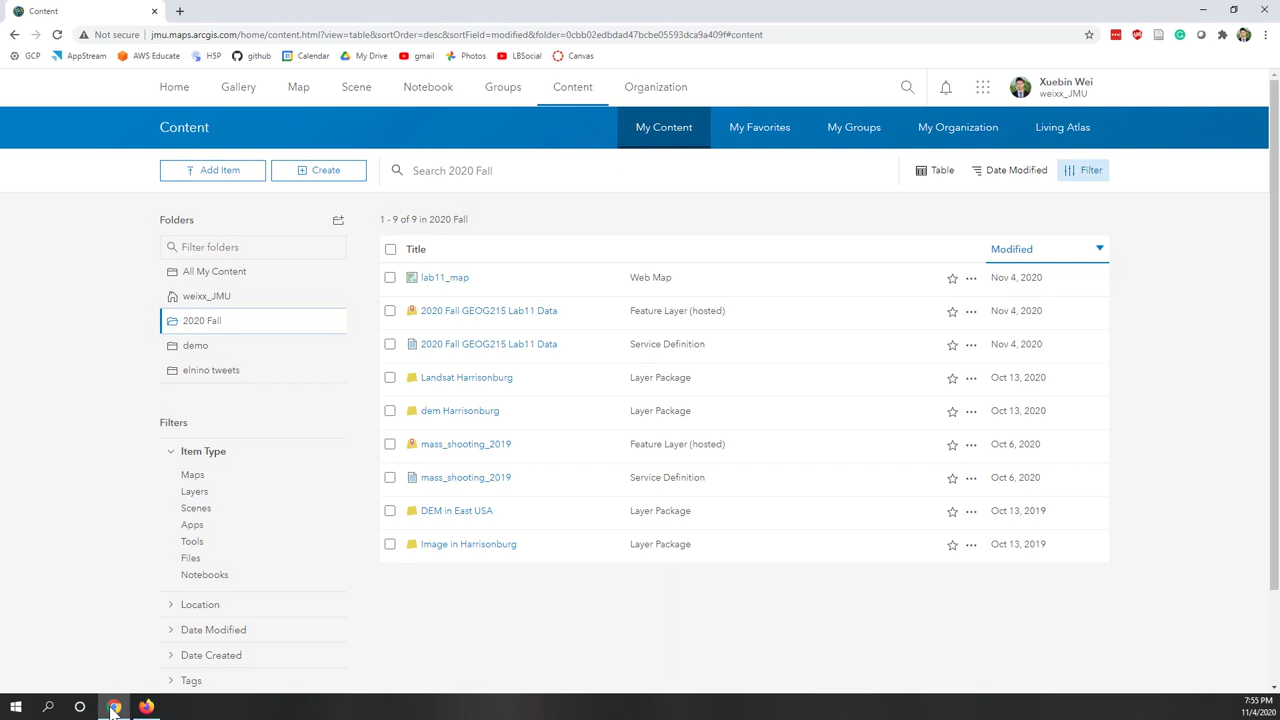 Content
Not secure
jmu.maps.arcgis.com/home/content.html?view=table&sortOrder=desc&sortField=modified&folder=0cbb02edbdad47bcbe05593dca9a409f#content
GCP AppStream AWS Educate H5P github Calendar My Drive gmail Photos LBSocial Canvas
Home Gallery Map Scene Notebook Groups Content Organization
Xuebin Wei
weixx_JMU
Content
My Content My Favorites My Groups My Organization Living Atlas
Add Item Create Search 2020 Fall Table Date Modified Filter
Folders
1 - 9 of 9 in 2020 Fall
Filter folders
Title Modified
All My Content
lab11_map Web Map Nov 4, 2020
weixx_JMU
2020 Fall GEOG215 Lab11 Data Feature Layer (hosted) Nov 4, 2020
2020 Fall
demo
2020 Fall GEOG215 Lab11 Data Service Definition Nov 4, 2020
elnino tweets
Landsat Harrisonburg Layer Package Oct 13, 2020
dem Harrisonburg Layer Package Oct 13, 2020
Filters
mass_shooting_2019 Feature Layer (hosted) Oct 6, 2020
Item Type
Maps
mass_shooting_2019 Service Definition Oct 6, 2020
Layers
Scenes
DEM in East USA Layer Package Oct 13, 2019
Apps
Tools
Image in Harrisonburg Layer Package Oct 13, 2019
Files
Notebooks
Location
Date Modified
Date Created
Tags
7:55 PM
11/4/2020